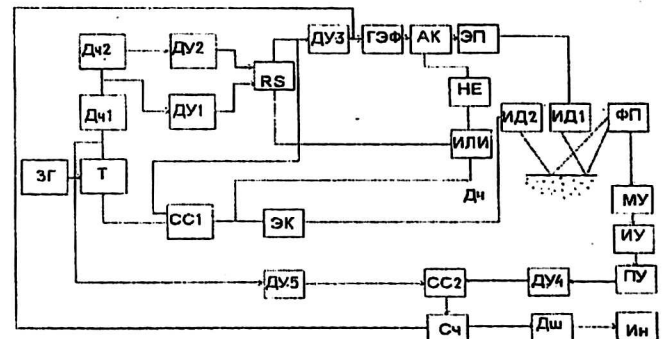 Дч2 ДУ2 ДУ3 ГЭФ АК ЭП
RS НЕ
Дч1 ДУ1 ИД2 ИД1 ФП
ЗГ Т ИЛИ
Дч
СС1 ЭК МУ
ИУ
ДУ5 СС2 ДУ4 ПУ
Сч Дш Ин